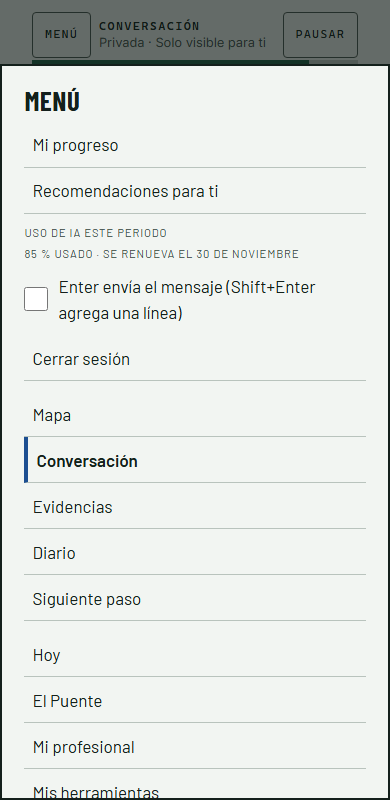 MENÚ
CONVERSACIÓN
Privada · Solo visible para ti
PAUSAR
MENÚ
Mi progreso
Recomendaciones para ti
USO DE IA ESTE PERIODO
85 % USADO · SE RENUEVA EL 30 DE NOVIEMBRE
Enter envía el mensaje (Shift+Enter
agrega una línea)
Cerrar sesión
Mapa
Conversación
Evidencias
Diario
Siguiente paso
Hoy
El Puente
Mi profesional
Mis herramientas